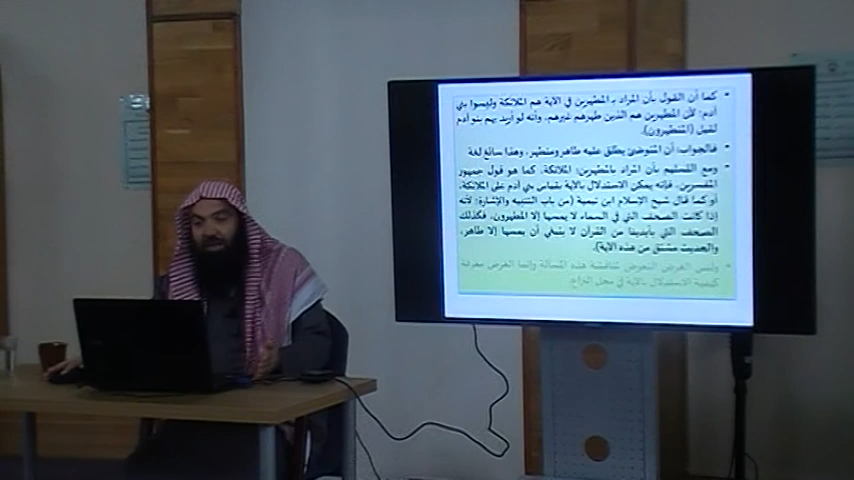 كما أن القول بأن المراد بـ المطهرين في الآية هم الملائكة وليسوا بني
آدم؛ لأن المطهرين هم الذين طهرهم غيرهم، وأنه لو أريد بهم بنو آدم
لقيل (المتطهرون).
فالجواب: أن المتوضئ يطلق عليه طاهر ومتطهر، وهذا سائغ لغة
ومع التسليم بأن المراد بالمطهرين: الملائكة، كما هو قول جمهور
المفسرين، فإنه يمكن الاستدلال بالآية بقياس بني آدم على الملائكة،
أو كما قال شيخ الإسلام ابن تيمية (من باب التنبيه والإشارة؛ لأنه
إذا كانت الصحف التي في السماء لا يمسها إلا المطهرون، فكذلك
الصحف التي بأيدينا من القرآن لا ينبغي أن يمسها إلا طاهر،
والحديث مشتق من هذه الآية).
وليس الغرض التعرض لمناقشة هذه المسألة وإنما الغرض معرفة
كيفية الاستدلال بالآية في محل النزاع.